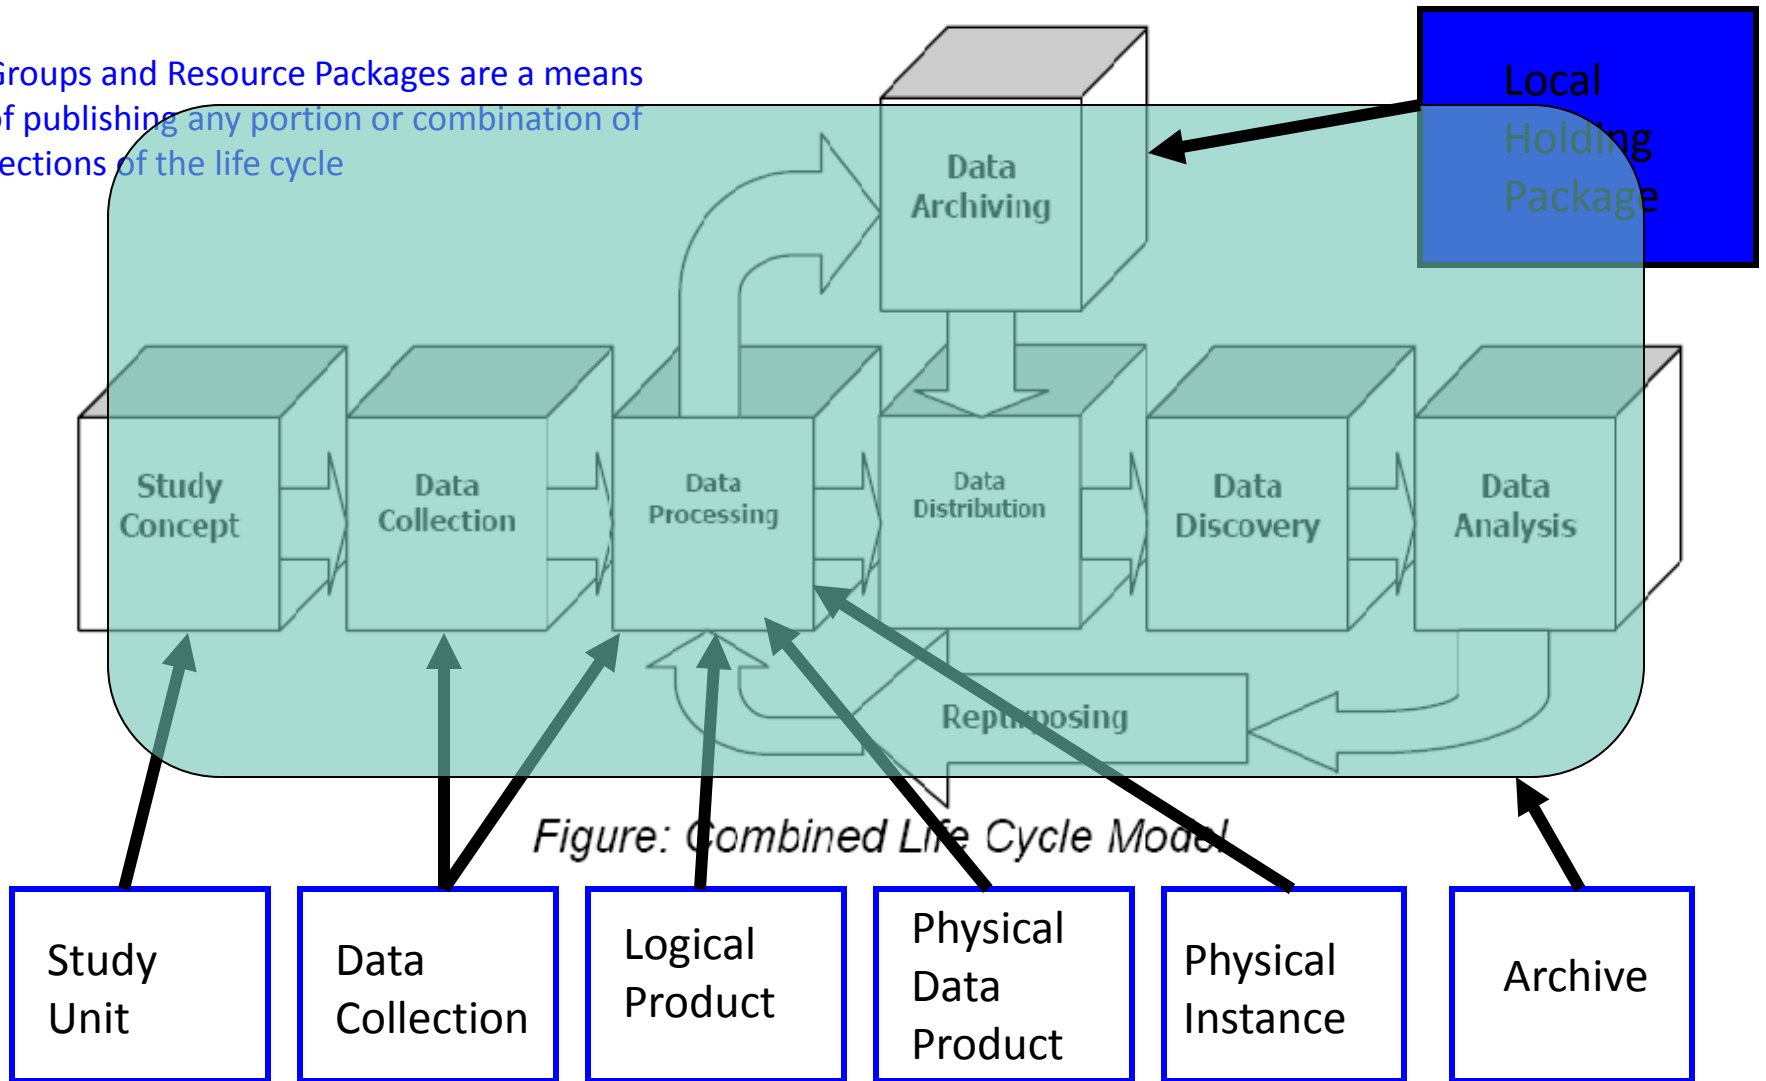 Groups and Resource Packages are a means
of publishing any portion or combination of
ections of the life cycle
Local
Holding
Package
Data
Archiving
Study
Concept
Data
Collection
Data
Processing
Data
Distribution
Data
Discovery
Data
Analysis
Repurposing
Figure: Combined Life Cycle Model
Study
Unit
Data
Collection
Logical
Product
Physical
Data
Product
Physical
Instance
Archive